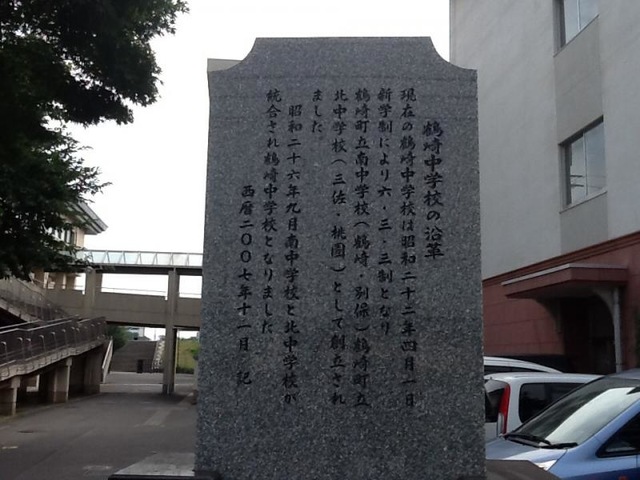 鶴崎中学校の沿革
現在の鶴崎中学校は昭和二十二年四月一日
新学制により六・三・三制となり
鶴崎町立南中学校(鶴崎・別保)鶴崎町立
北中学校(三佐・桃園)として創立され
ました
昭和二十六年九月南中学校と北中学校が
統合され鶴崎中学校となりました
西暦二〇〇七年十一月 記